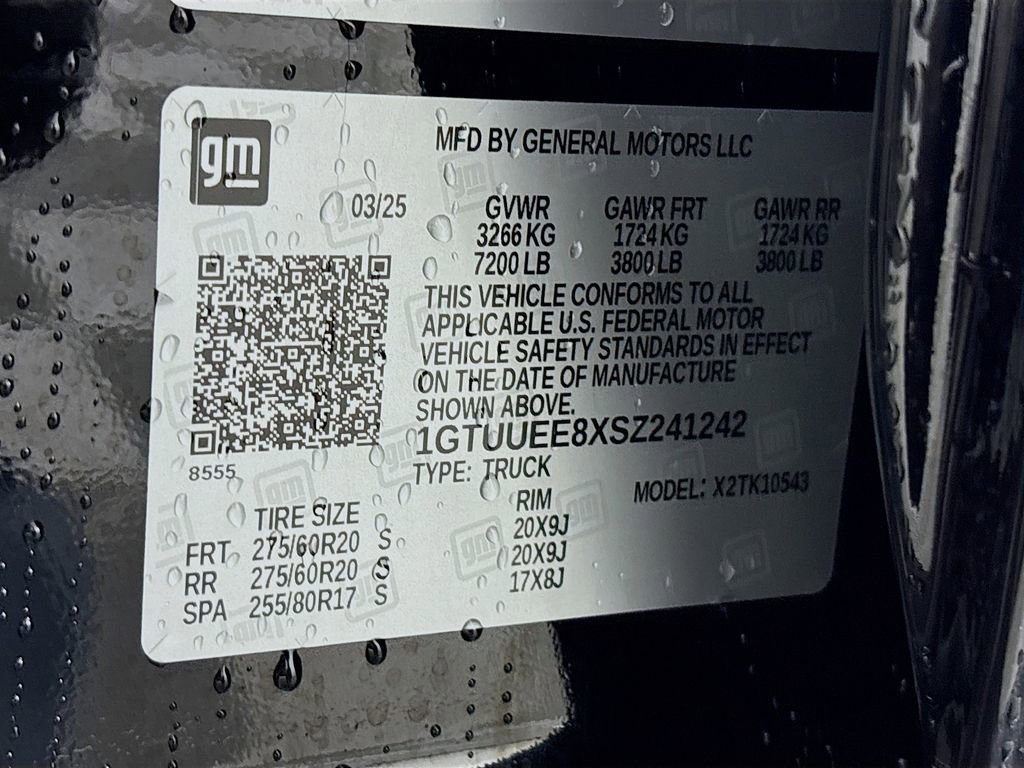 gm
MFD BY GENERAL MOTORS LLC
03/25
GVWR GAWR FRT GAWR RR
3266 KG 1724 KG 1724 KG
7200 LB 3800 LB 3800 LB
THIS VEHICLE CONFORMS TO ALL
APPLICABLE U.S. FEDERAL MOTOR
VEHICLE SAFETY STANDARDS IN EFFECT
ON THE DATE OF MANUFACTURE
SHOWN ABOVE.
1GTUUEE8XSZ241242
8555
TYPE: TRUCK
MODEL: X2TK10543
TIRE SIZE RIM
FRT 275/60R20 S 20X9J
RR 275/60R20 S 20X9J
SPA 255/80R17 S 17X8J